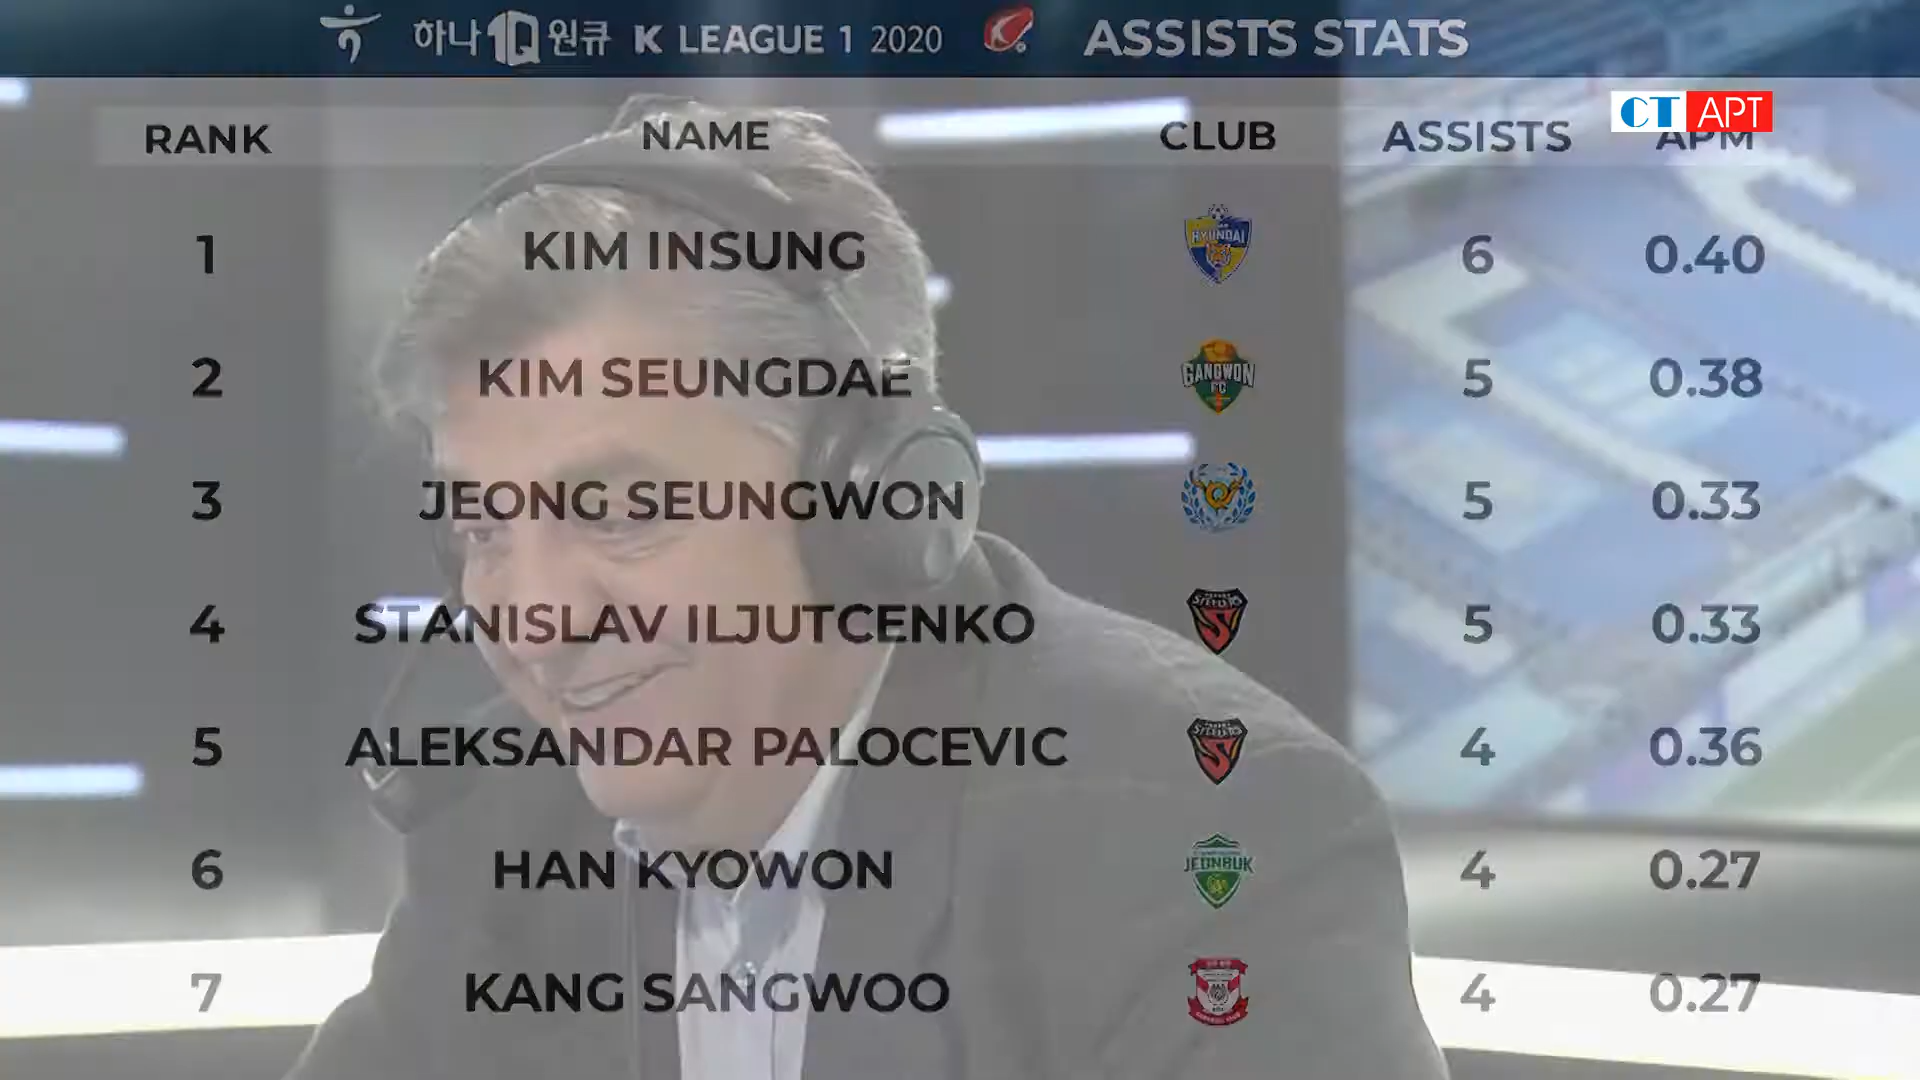 하나 1Q 원큐 K LEAGUE 1 2020 ASSISTS STATS
CT APT
RANK NAME CLUB ASSISTS APM
1 KIM INSUNG HYUNDAI 6 0.40
2 KIM SEUNGDAE GANGWON FC 5 0.38
3 JEONG SEUNGWON 5 0.33
4 STANISLAV ILJUTCENKO STEELERS 5 0.33
5 ALEKSANDAR PALOCEVIC STEELERS 4 0.36
6 HAN KYOWON JEONBUK 4 0.27
7 KANG SANGWOO 4 0.27